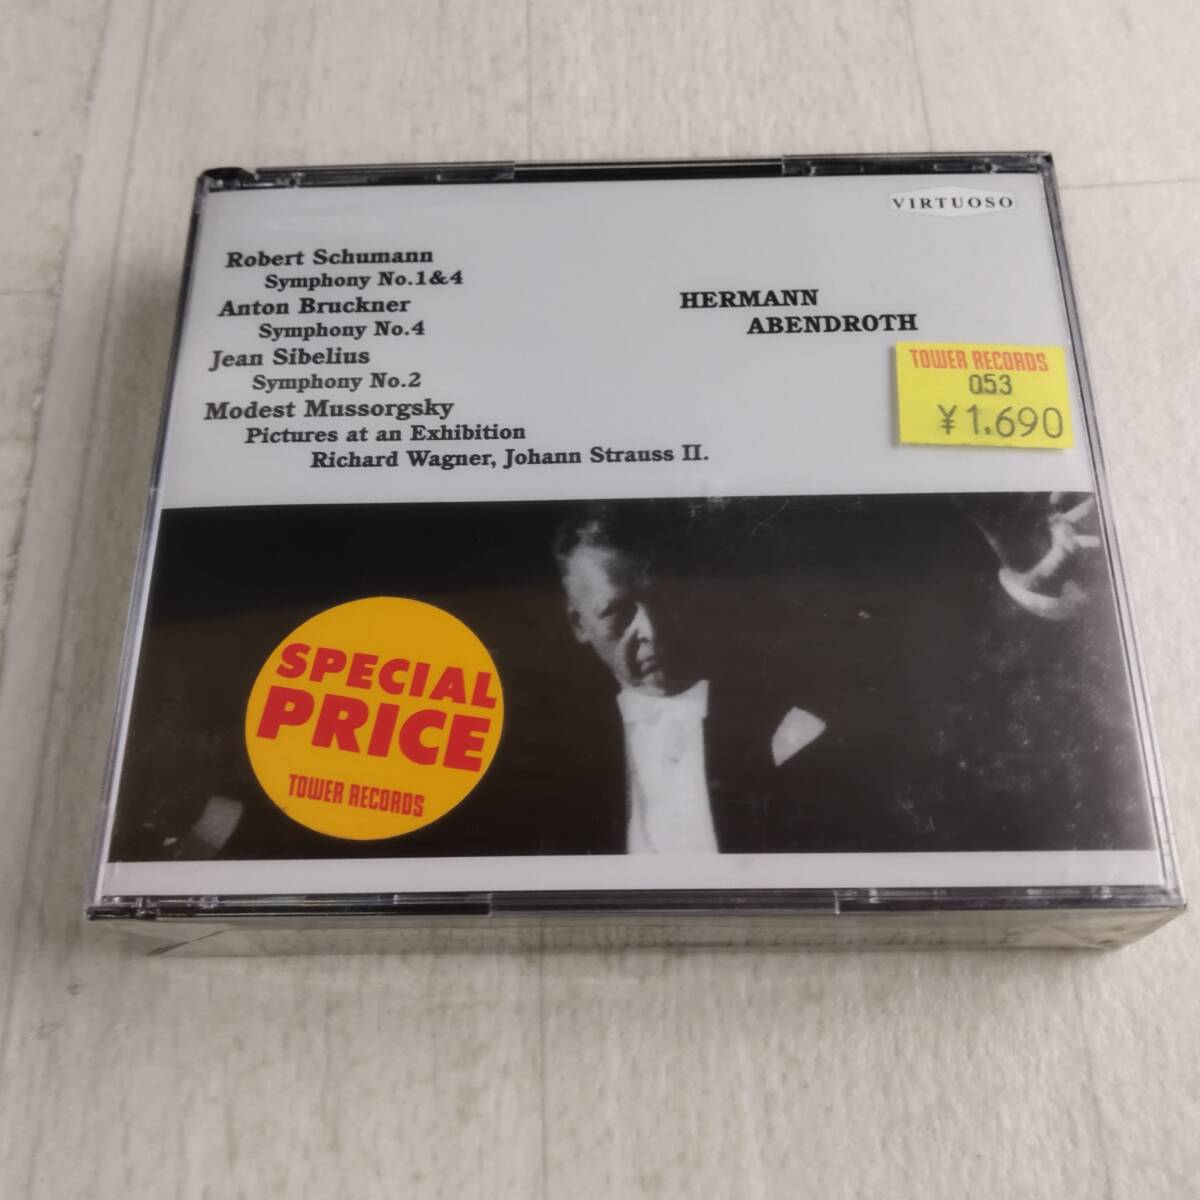 VIRTUOSO
Robert Schumann
Symphony No.1&4
Anton Bruckner
Symphony No.4
Jean Sibelius
Symphony No.2
Modest Mussorgsky
Pictures at an Exhibition
Richard Wagner, Johann Strauss II.
HERMANN
ABENDROTH
TOWER RECORDS
053
¥1.690
SPECIAL
PRICE
TOWER RECORDS